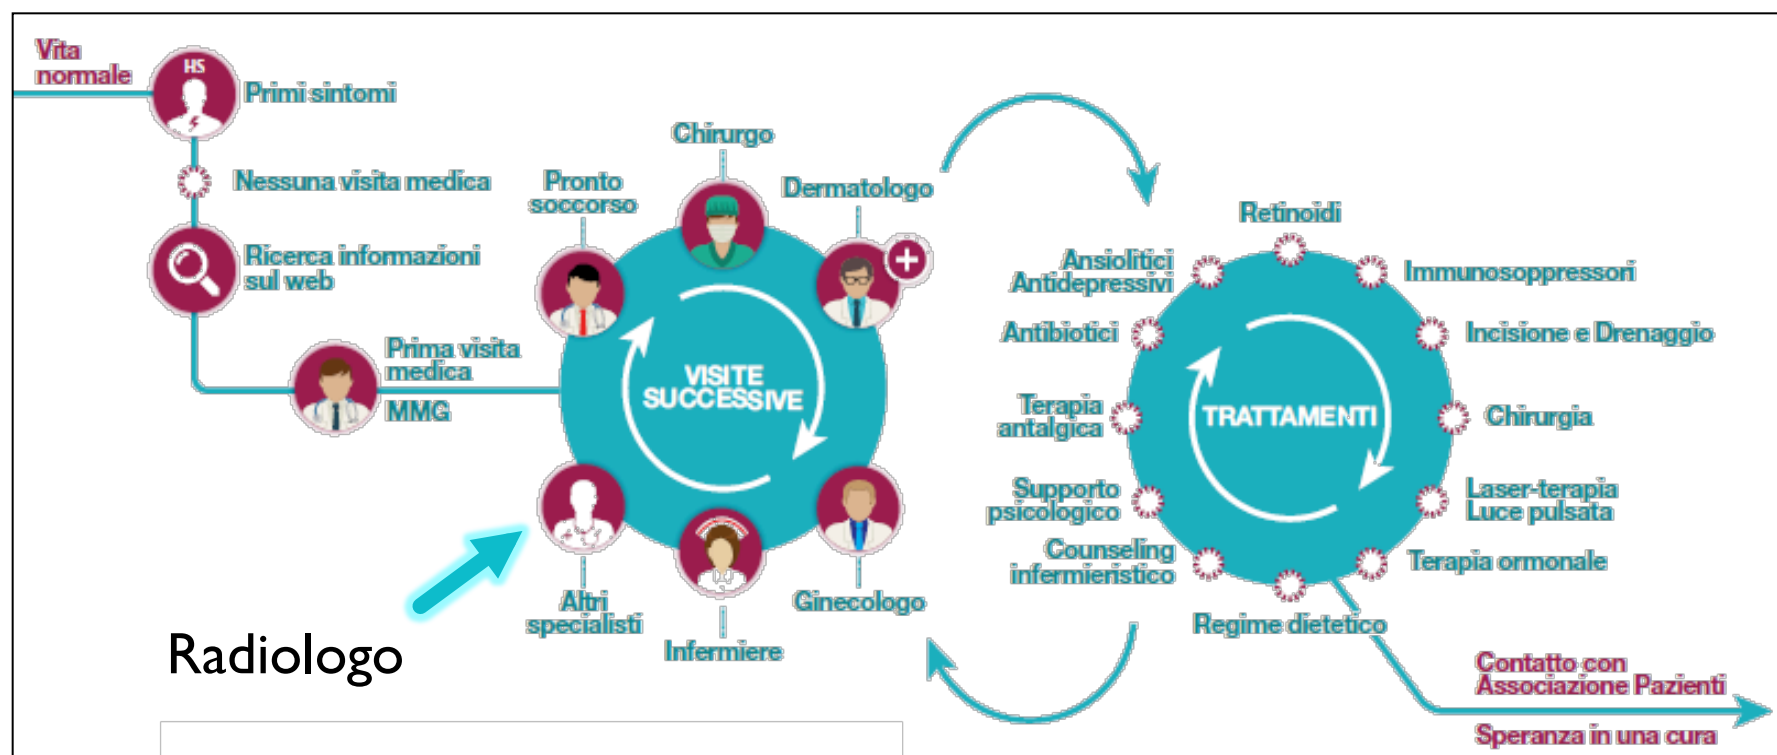 Vita
normale
HS
Primi sintomi
Nessuna visita medica
Ricerca informazioni
sul web
Prima visita
medica
MMG
Chirurgo
Pronto
soccorso
Dermatologo
VISITE
SUCCESSIVE
Altri
specialisti
Infermiere
Ginecologo
Radiologo
Retinoidi
Ansiolitici
Antidepressivi
Immunosoppressori
Antibiotici
Incisione e Drenaggio
Terapia
antalgica
TRATTAMENTI
Chirurgia
Supporto
psicologico
Laser-terapia
Luce pulsata
Counseling
infermieristico
Terapia ormonale
Regime dietetico
Contatto con
Associazione Pazienti
Speranza in una cura